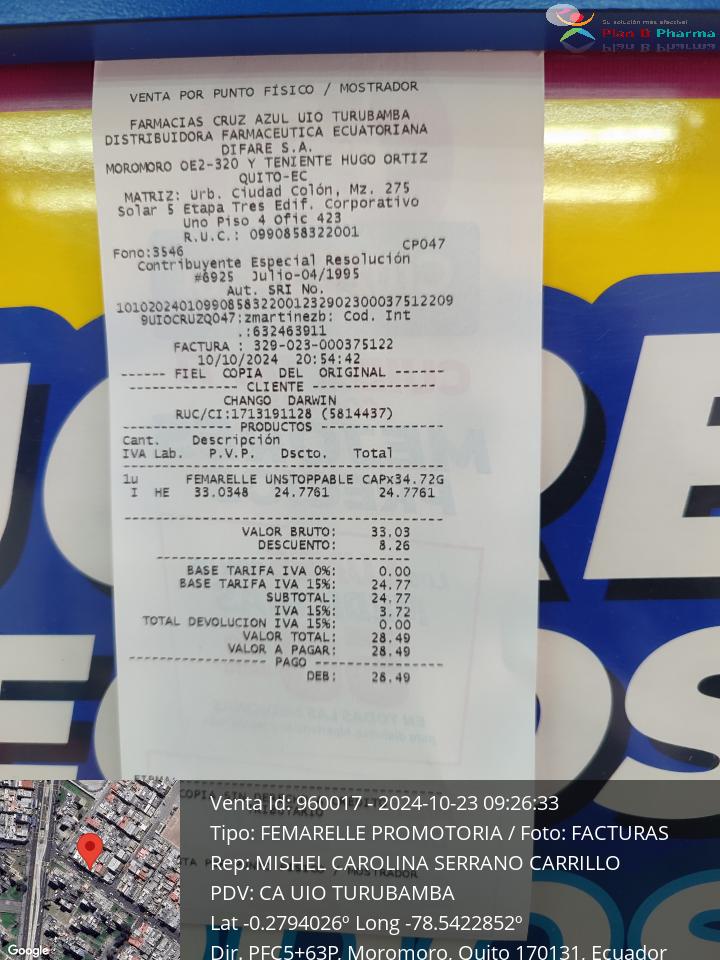 Su solución más efectiva!
Plan B Pharma
VENTA POR PUNTO FÍSICO / MOSTRADOR
FARMACIAS CRUZ AZUL UIO TURUBAMBA
DISTRIBUIDORA FARMACEUTICA ECUATORIANA
DIFARE S.A.
MOROMORO OE2-320 Y TENIENTE HUGO ORTIZ
QUITO-EC
MATRIZ: Urb. Ciudad Colón, Mz. 275
Solar 5 Etapa Tres Edif. Corporativo
Uno Piso 4 Ofic 423
R.U.C.: 0990858322001
Fono:3546 CP047
Contribuyente Especial Resolución
#6925 Julio-04/1995
Aut. SRI No.
1010202401099085832200123290230003751
2209
9UIOCRUZQ047:zmartinezb: Cod. Int
.:632463911
FACTURA : 329-023-000375122
10/10/2024 20:54:42
------ FIEL COPIA DEL ORIGINAL ------
-------------- CLIENTE ---------------
CHANGO DARWIN
RUC/CI:1713191128 (5814437)
------------- PRODUCTOS --------------
Cant. Descripción
IVA Lab. P.V.P. Dscto. Total
1u FEMARELLE UNSTOPPABLE CAPx34.72G
I HE 33.0348 24.7761 24.7761
VALOR BRUTO: 33.03
DESCUENTO: 8.26
BASE TARIFA IVA 0%: 0.00
BASE TARIFA IVA 15%: 24.77
SUBTOTAL: 24.77
IVA 15%: 3.72
TOTAL DEVOLUCION IVA 15%: 0.00
VALOR TOTAL: 28.49
VALOR A PAGAR: 28.49
---------------- PAGO ----------------
DEB: 28.49
Venta Id: 960017 - 2024-10-23 09:26:33
Tipo: FEMARELLE PROMOTORIA / Foto: FACTURAS
Rep: MISHEL CAROLINA SERRANO CARRILLO
PDV: CA UIO TURUBAMBA
Lat -0.2794026º Long -78.5422852º
Dir. PFC5+63P, Moromoro, Quito 170131, Ecuador
Google